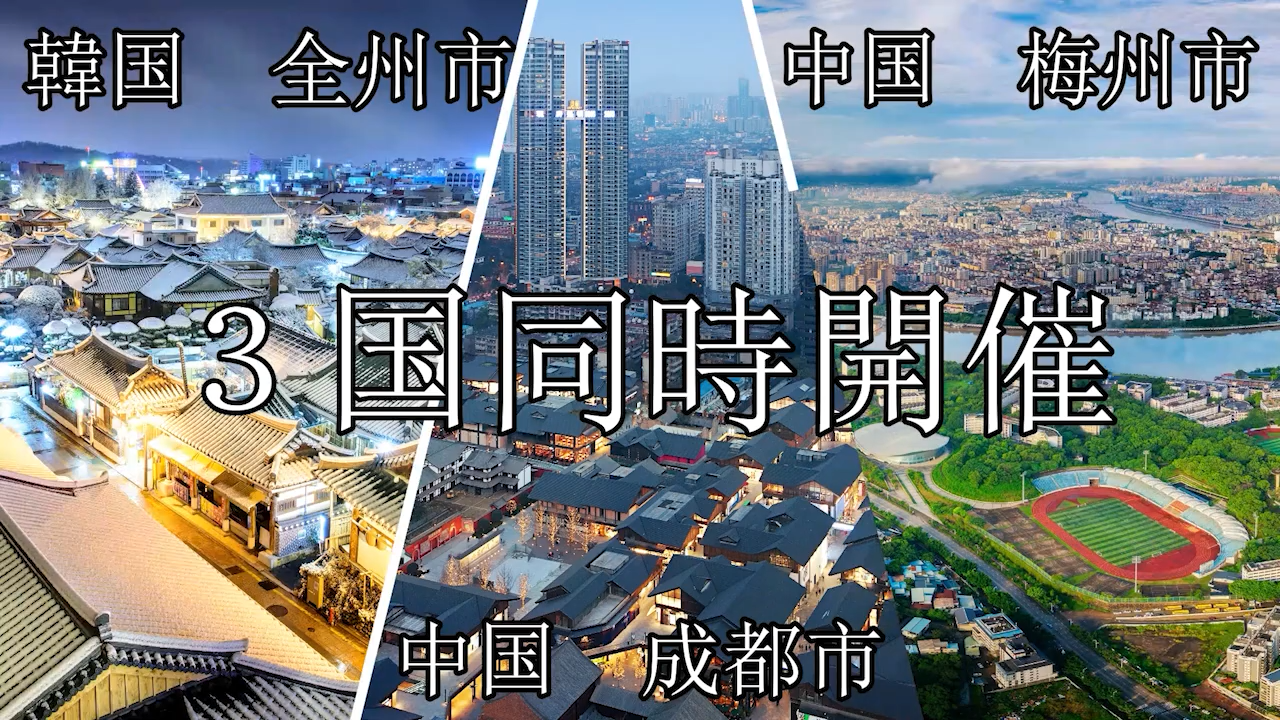 韓国　全州市
中国　梅州市
３国同時開催
中国　成都市